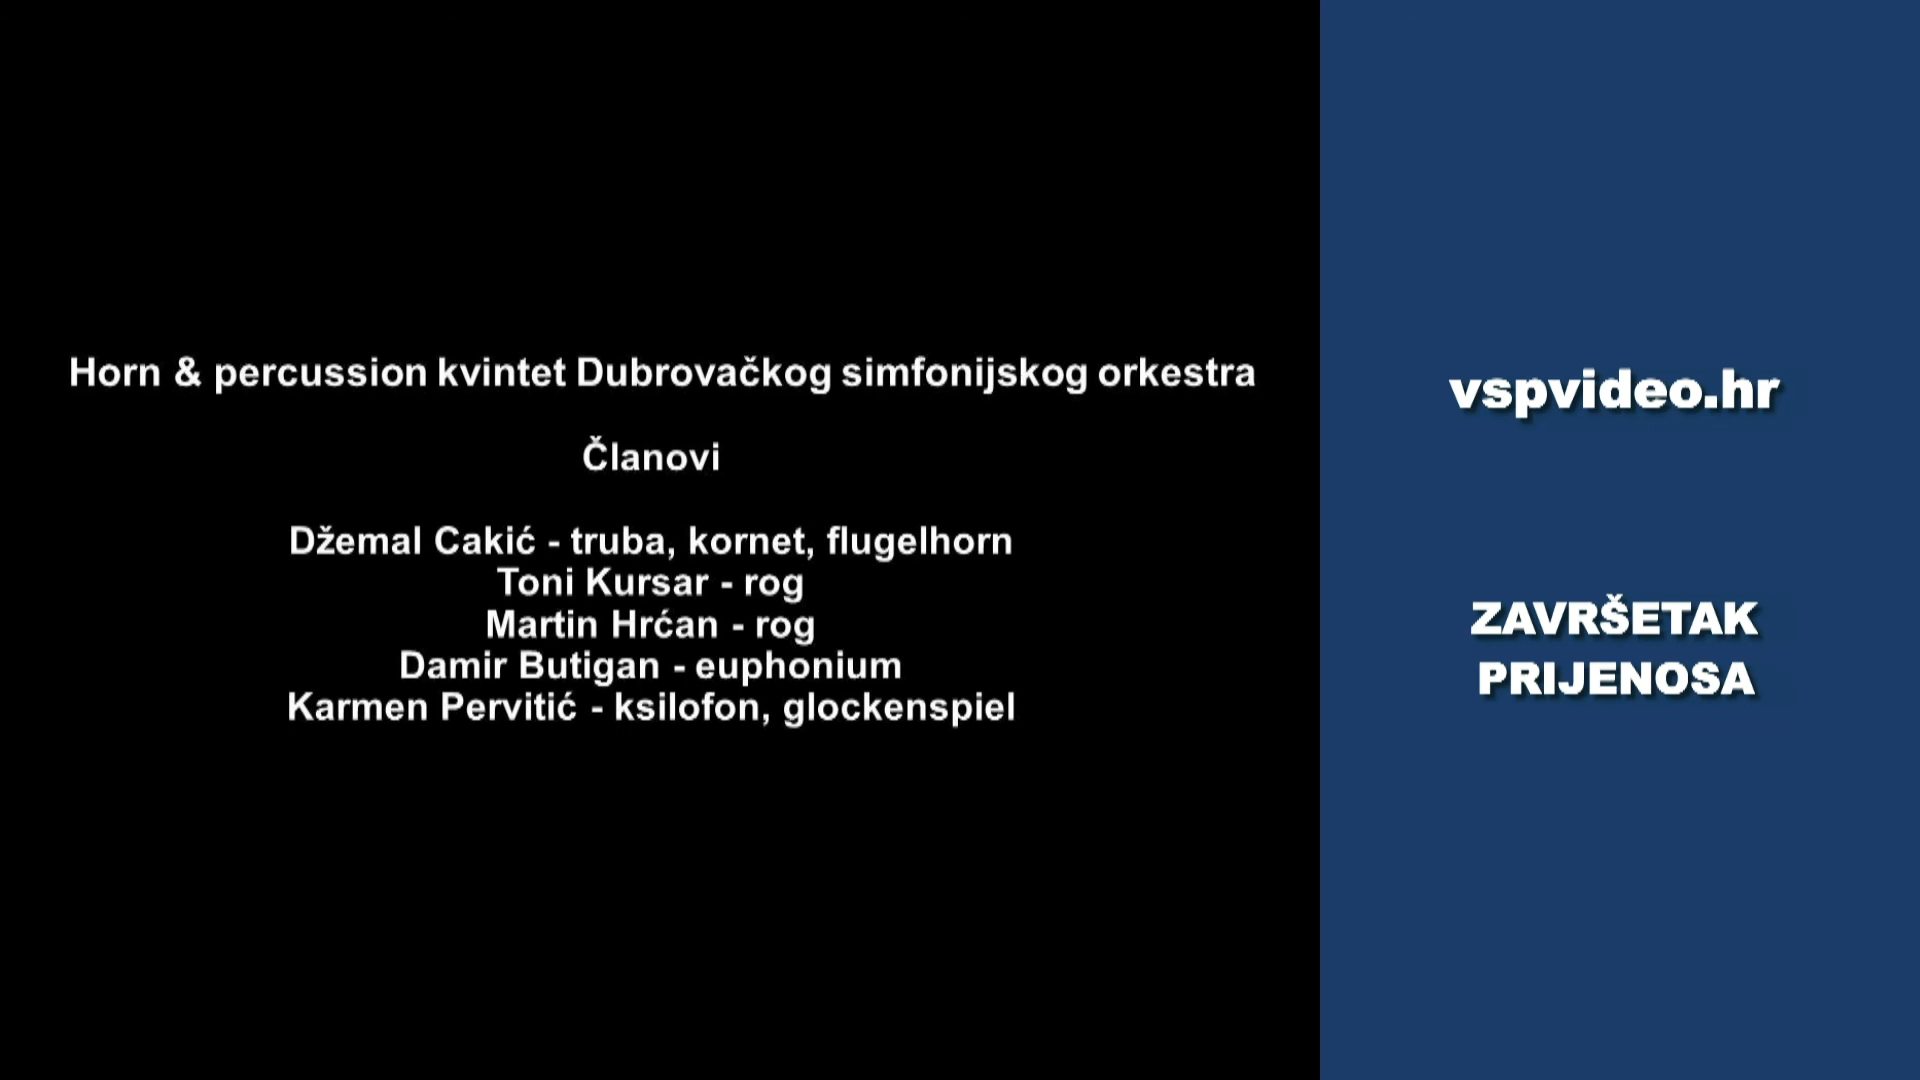 Horn & percussion kvintet Dubrovačkog simfonijskog orkestra
Članovi
Džemal Cakić - truba, kornet, flugelhorn
Toni Kursar - rog
Martin Hrćan - rog
Damir Butigan - euphonium
Karmen Pervitić - ksilofon, glockenspiel
vspvideo.hr
ZAVRŠETAK
PRIJENOSA